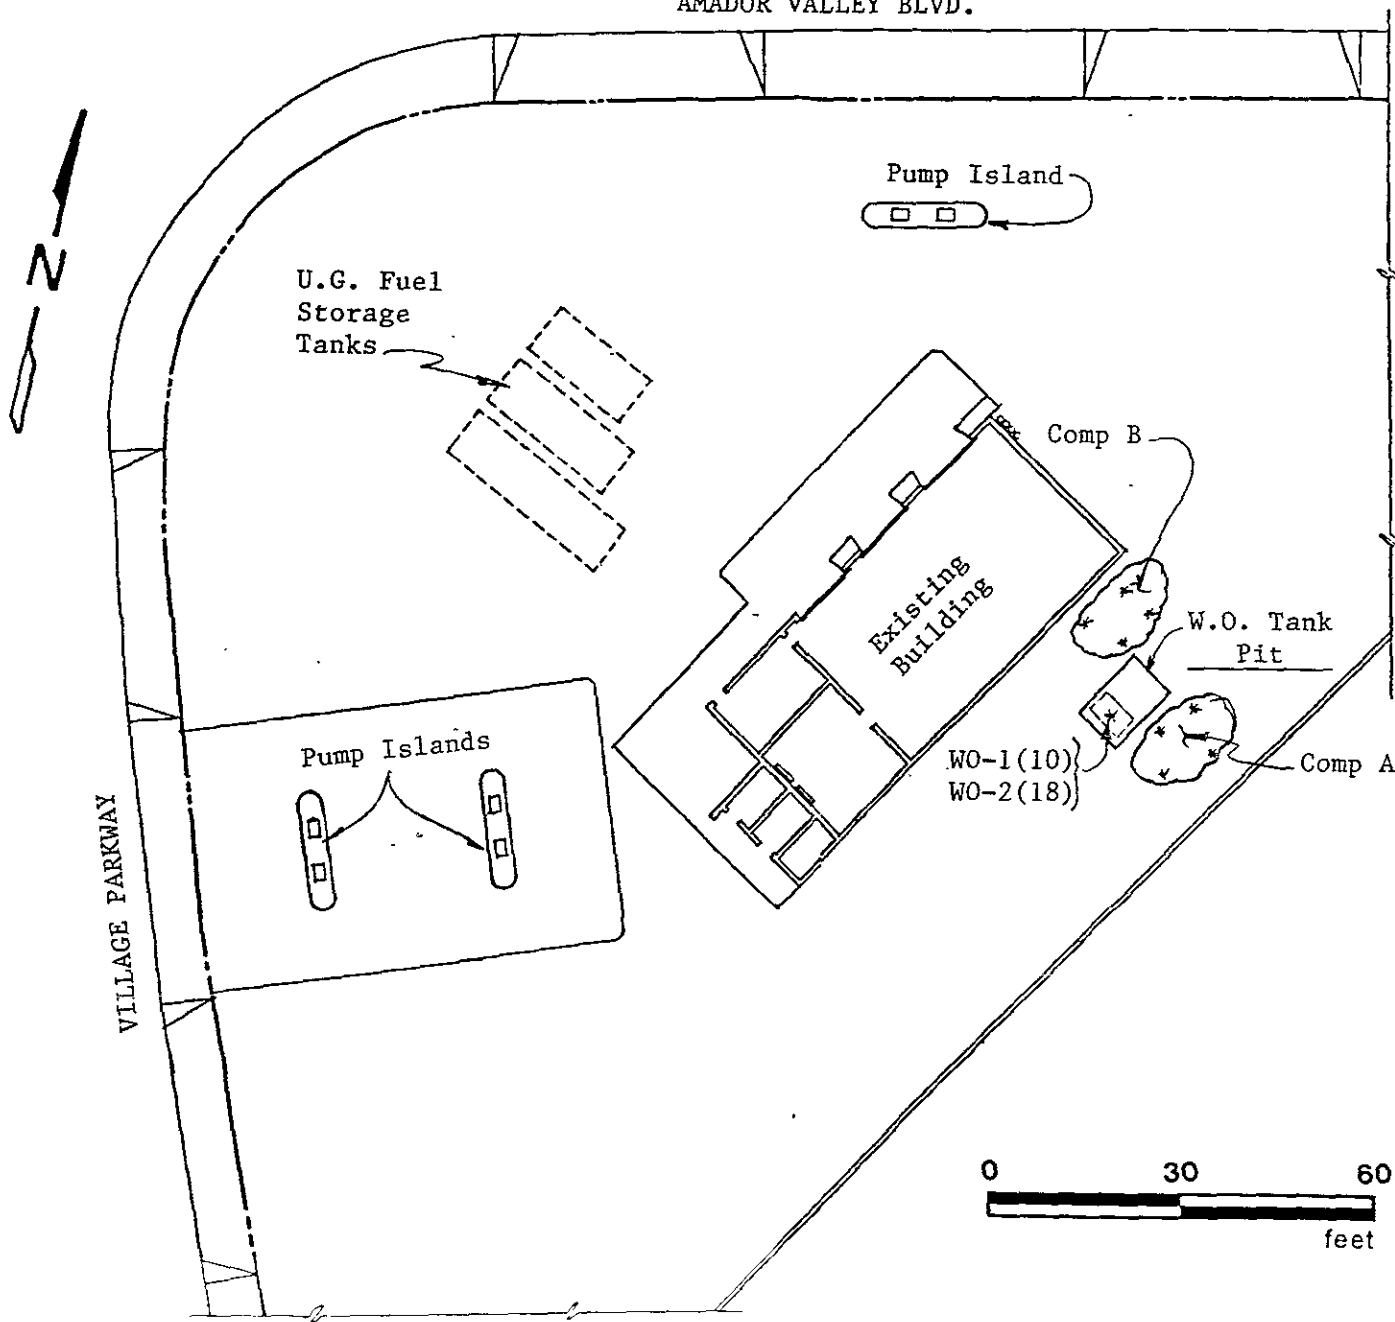 AMADOR VALLEY BLVD.
Pump Island
N
U.G. Fuel
Storage
Tanks
Comp B
Existing
Building
W.O. Tank
Pit
Pump Islands
WO-1(10)
WO-2(18)
Comp A
VILLAGE PARKWAY
0 30 60
feet